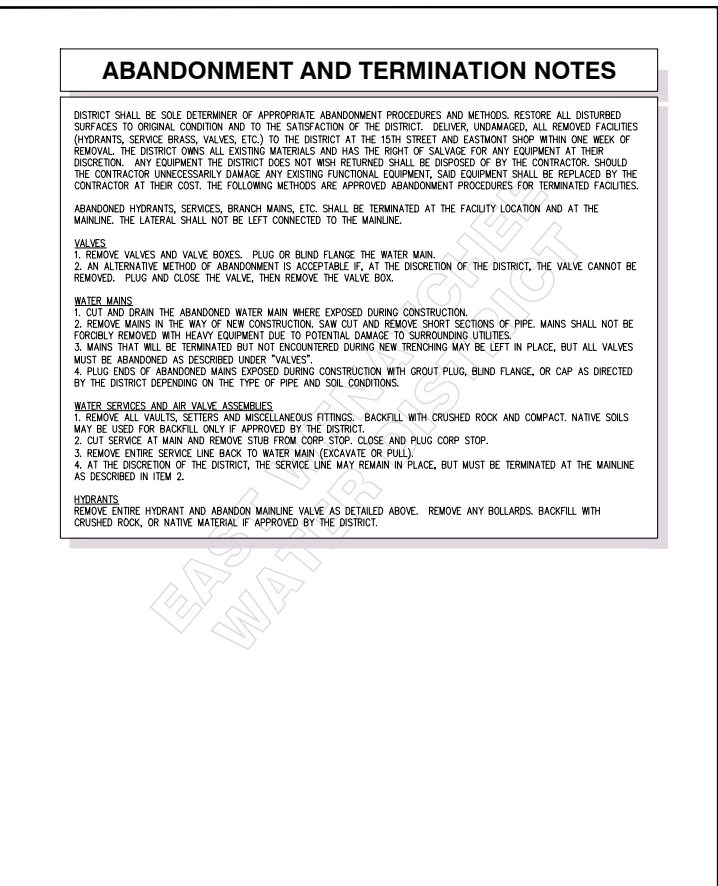 ABANDONMENT AND TERMINATION NOTES
DISTRICT SHALL BE SOLE DETERMINER OF APPROPRIATE ABANDONMENT PROCEDURES AND METHODS. RESTORE ALL DISTURBED
SURFACES TO ORIGINAL CONDITION AND TO THE SATISFACTION OF THE DISTRICT. DELIVER, UNDAMAGED, ALL REMOVED FACILITIES
(HYDRANTS, SERVICE BRASS, VALVES, ETC.) TO THE DISTRICT AT THE 15TH STREET AND EASTMONT SHOP WITHIN ONE WEEK OF
REMOVAL. THE DISTRICT OWNS ALL EXISTING MATERIALS AND HAS THE RIGHT OF SALVAGE FOR ANY EQUIPMENT AT THEIR
DISCRETION. ANY EQUIPMENT THE DISTRICT DOES NOT WISH RETURNED SHALL BE DISPOSED OF BY THE CONTRACTOR. SHOULD
THE CONTRACTOR UNNECESSARILY DAMAGE ANY EXISTING FUNCTIONAL EQUIPMENT, SAID EQUIPMENT SHALL BE REPLACED BY THE
CONTRACTOR AT THEIR COST. THE FOLLOWING METHODS ARE APPROVED ABANDONMENT PROCEDURES FOR TERMINATED FACILITIES.
ABANDONED HYDRANTS, SERVICES, BRANCH MAINS, ETC. SHALL BE TERMINATED AT THE FACILITY LOCATION AND AT THE
MAINLINE. THE LATERAL SHALL NOT BE LEFT CONNECTED TO THE MAINLINE.
VALVES
1. REMOVE VALVES AND VALVE BOXES. PLUG OR BLIND FLANGE THE WATER MAIN.
2. AN ALTERNATIVE METHOD OF ABANDONMENT IS ACCEPTABLE IF, AT THE DISCRETION OF THE DISTRICT, THE VALVE CANNOT BE
REMOVED. PLUG AND CLOSE THE VALVE, THEN REMOVE THE VALVE BOX.
WATER MAINS
1. CUT AND DRAIN THE ABANDONED WATER MAIN WHERE EXPOSED DURING CONSTRUCTION.
2. REMOVE MAINS IN THE WAY OF NEW CONSTRUCTION. SAW CUT AND REMOVE SHORT SECTIONS OF PIPE. MAINS SHALL NOT BE
FORCIBLY REMOVED WITH HEAVY EQUIPMENT DUE TO POTENTIAL DAMAGE TO SURROUNDING UTILITIES.
3. MAINS THAT WILL BE TERMINATED BUT NOT ENCOUNTERED DURING NEW TRENCHING MAY BE LEFT IN PLACE, BUT ALL VALVES
MUST BE ABANDONED AS DESCRIBED UNDER "VALVES".
4. PLUG ENDS OF ABANDONED MAINS EXPOSED DURING CONSTRUCTION WITH GROUT PLUG, BLIND FLANGE, OR CAP AS DIRECTED
BY THE DISTRICT DEPENDING ON THE TYPE OF PIPE AND SOIL CONDITIONS.
WATER SERVICES AND AIR VALVE ASSEMBLIES
1. REMOVE ALL VAULTS, SETTERS AND MISCELLANEOUS FITTINGS. BACKFILL WITH CRUSHED ROCK AND COMPACT. NATIVE SOILS
MAY BE USED FOR BACKFILL ONLY IF APPROVED BY THE DISTRICT.
2. CUT SERVICE AT MAIN AND REMOVE STUB FROM CORP STOP. CLOSE AND PLUG CORP STOP.
3. REMOVE ENTIRE SERVICE LINE BACK TO WATER MAIN (EXCAVATE OR PULL).
4. AT THE DISCRETION OF THE DISTRICT, THE SERVICE LINE MAY REMAIN IN PLACE, BUT MUST BE TERMINATED AT THE MAINLINE
AS DESCRIBED IN ITEM 2.
HYDRANTS
REMOVE ENTIRE HYDRANT AND ABANDON MAINLINE VALVE AS DETAILED ABOVE. REMOVE ANY BOLLARDS. BACKFILL WITH
CRUSHED ROCK, OR NATIVE MATERIAL IF APPROVED BY THE DISTRICT.
EAST WENATCHEE
WATER DISTRICT